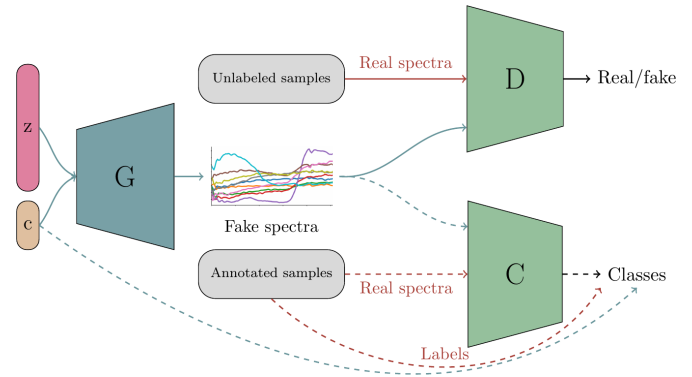 Unlabeled samples
Real spectra
D
Real/fake
z
G
c
Fake spectra
Annotated samples
Real spectra
C
Classes
Labels